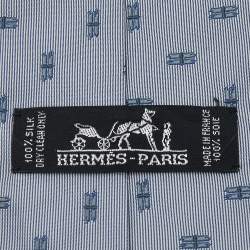 100% SILK
DRY CLEAN ONLY
HERMÈS-PARIS
MADE IN FRANCE
100% SOIE